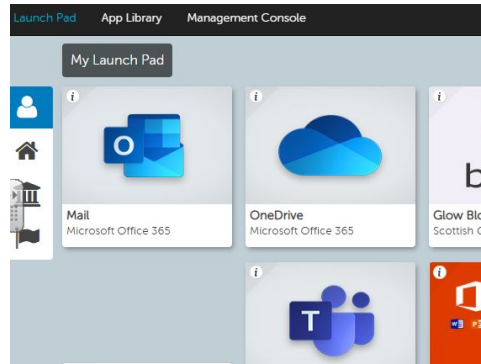 Launch Pad App Library Management Console
My Launch Pad
Mail
Microsoft Office 365
OneDrive
Microsoft Office 365
Glow Blo
Scottish
b
O
T
W P